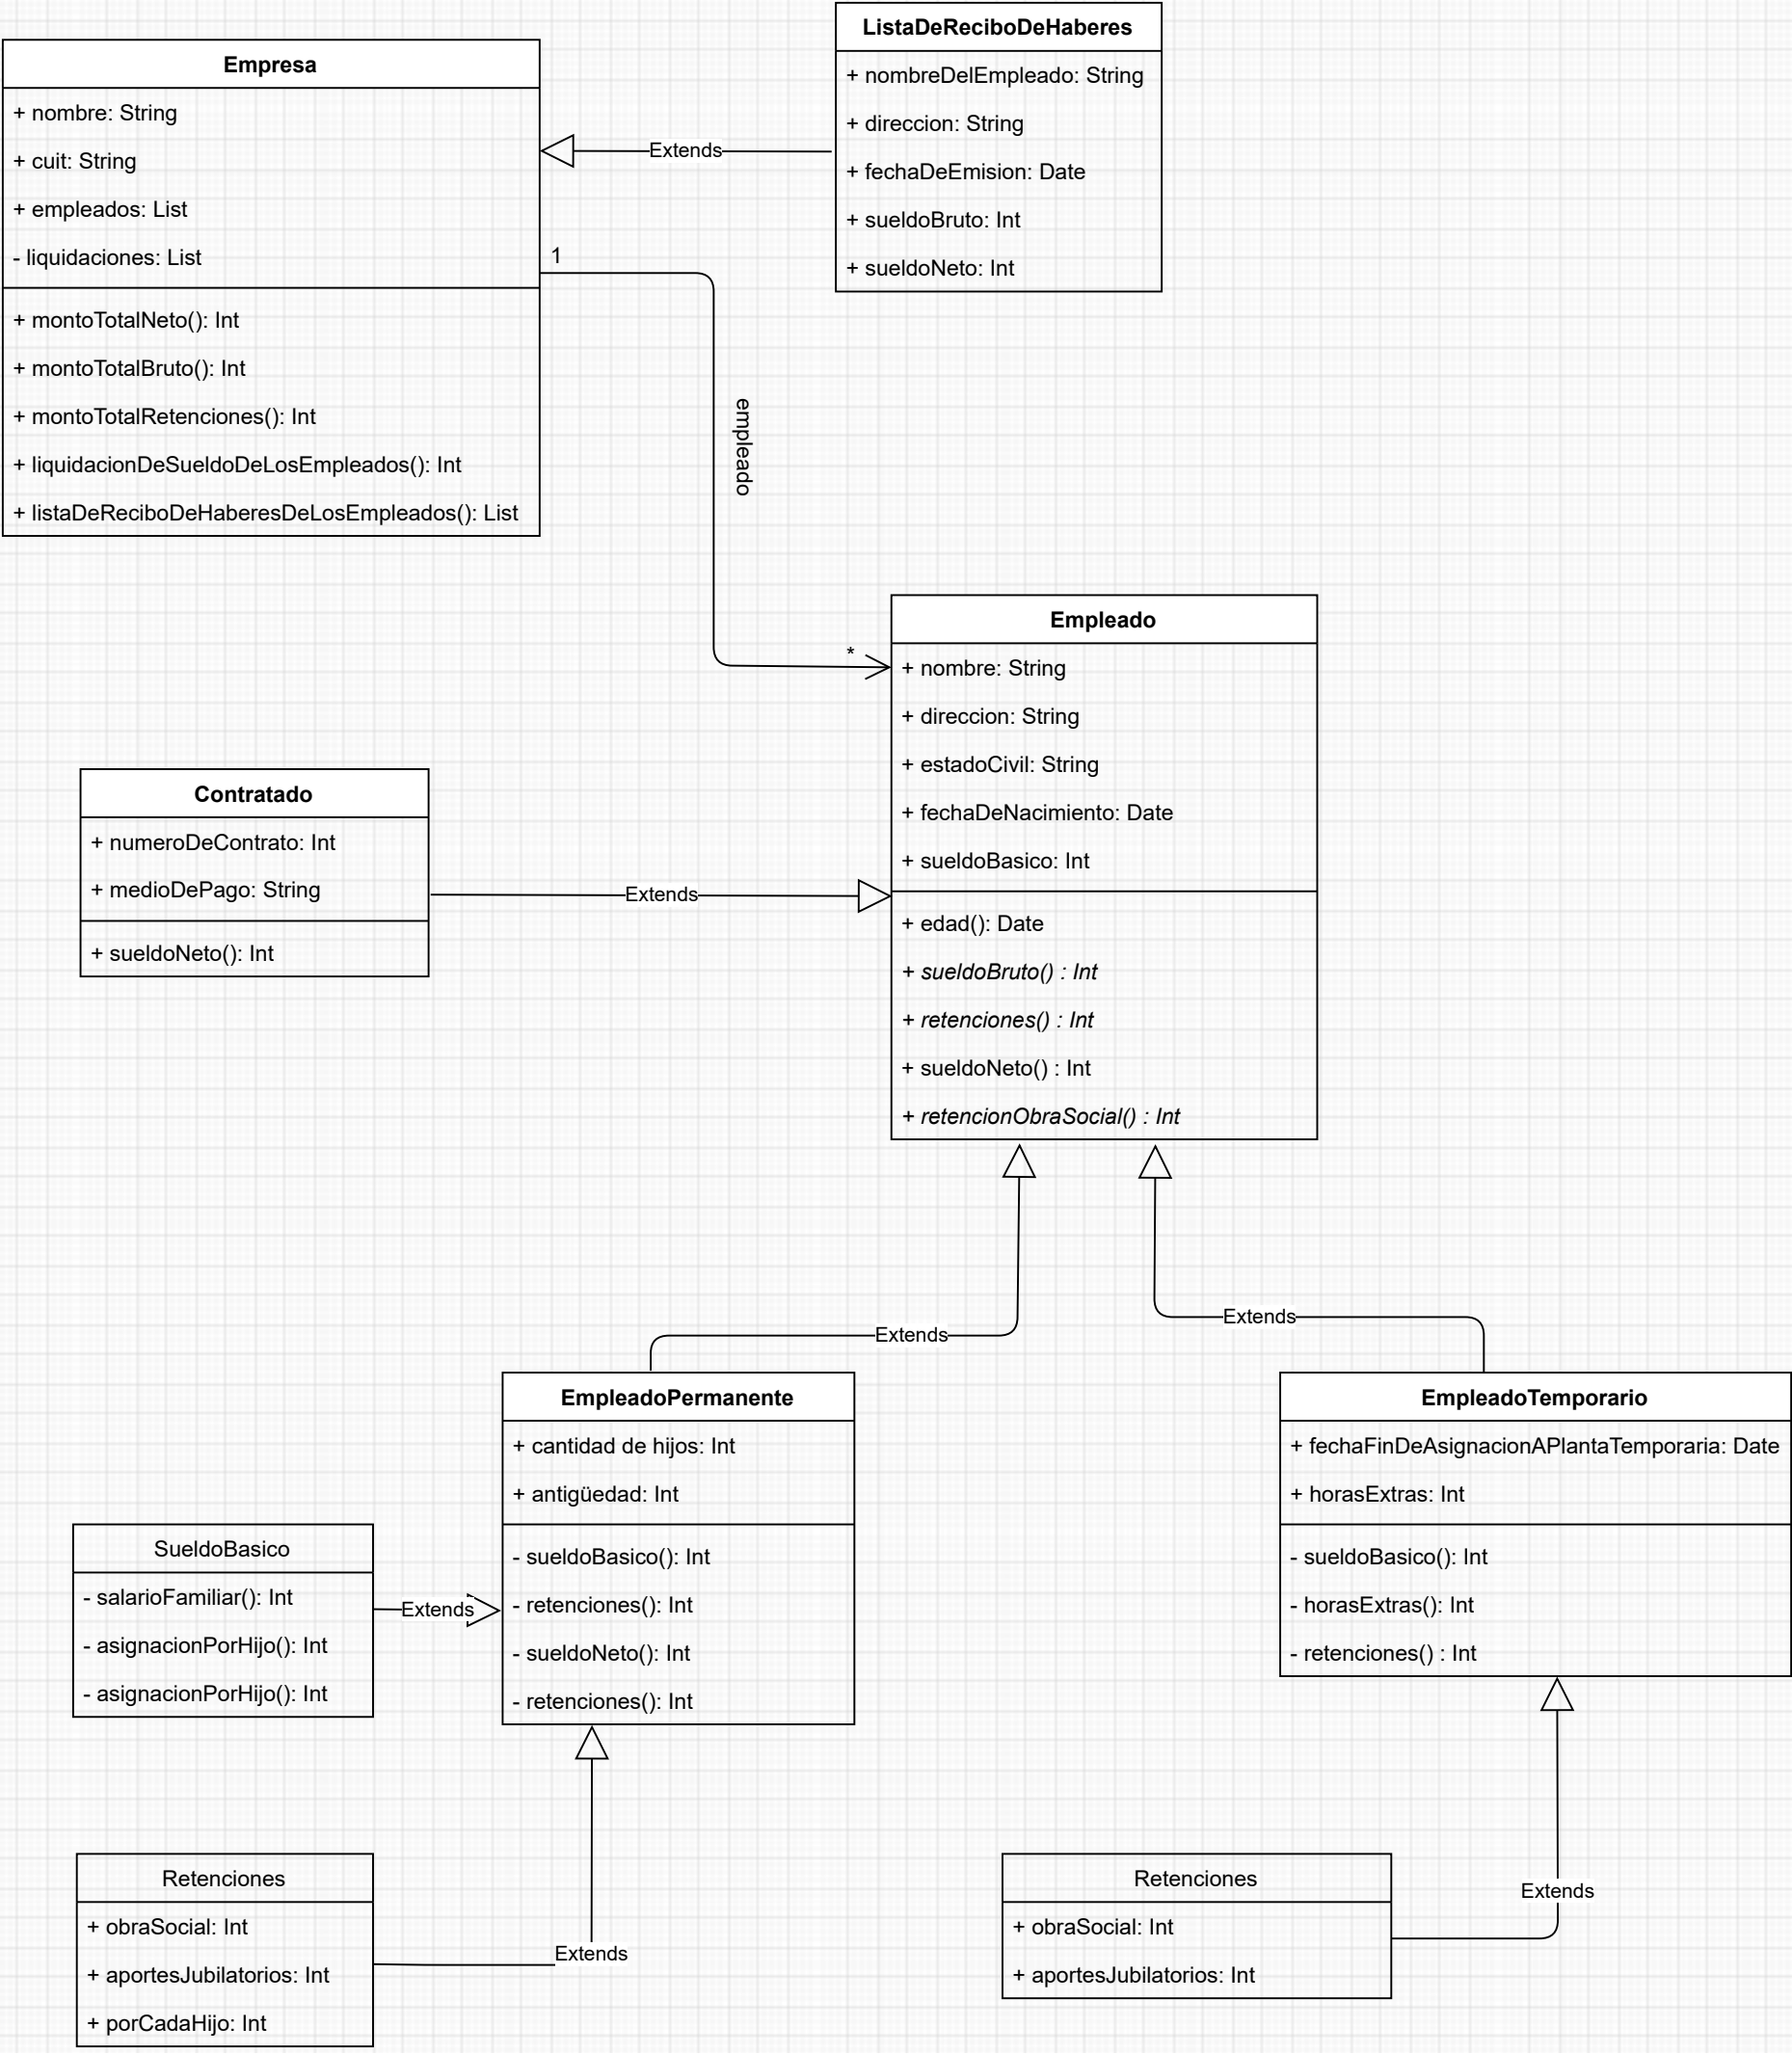 Empresa
+ nombre: String
+ cuit: String
+ empleados: List
- liquidaciones: List
+ montoTotalNeto(): Int
+ montoTotalBruto(): Int
+ montoTotalRetenciones(): Int
+ liquidacionDeSueldoDeLosEmpleados(): Int
+ listaDeReciboDeHaberesDeLosEmpleados(): List
Extends
ListaDeReciboDeHaberes
+ nombreDelEmpleado: String
+ direccion: String
+ fechaDeEmision: Date
+ sueldoBruto: Int
+ sueldoNeto: Int
1
empleado
*
Empleado
+ nombre: String
+ direccion: String
+ estadoCivil: String
+ fechaDeNacimiento: Date
+ sueldoBasico: Int
+ edad(): Date
+ sueldoBruto() : Int
+ retenciones() : Int
+ sueldoNeto() : Int
+ retencionObraSocial() : Int
Contratado
+ numeroDeContrato: Int
+ medioDePago: String
+ sueldoNeto(): Int
Extends
Extends
Extends
EmpleadoPermanente
+ cantidad de hijos: Int
+ antigüedad: Int
- sueldoBasico(): Int
- retenciones(): Int
- sueldoNeto(): Int
- retenciones(): Int
EmpleadoTemporario
+ fechaFinDeAsignacionAPlantaTemporaria: Date
+ horasExtras: Int
- sueldoBasico(): Int
- horasExtras(): Int
- retenciones() : Int
SueldoBasico
- salarioFamiliar(): Int
- asignacionPorHijo(): Int
- asignacionPorHijo(): Int
Extends
Retenciones
+ obraSocial: Int
+ aportesJubilatorios: Int
+ porCadaHijo: Int
Extends
Retenciones
+ obraSocial: Int
+ aportesJubilatorios: Int
Extends